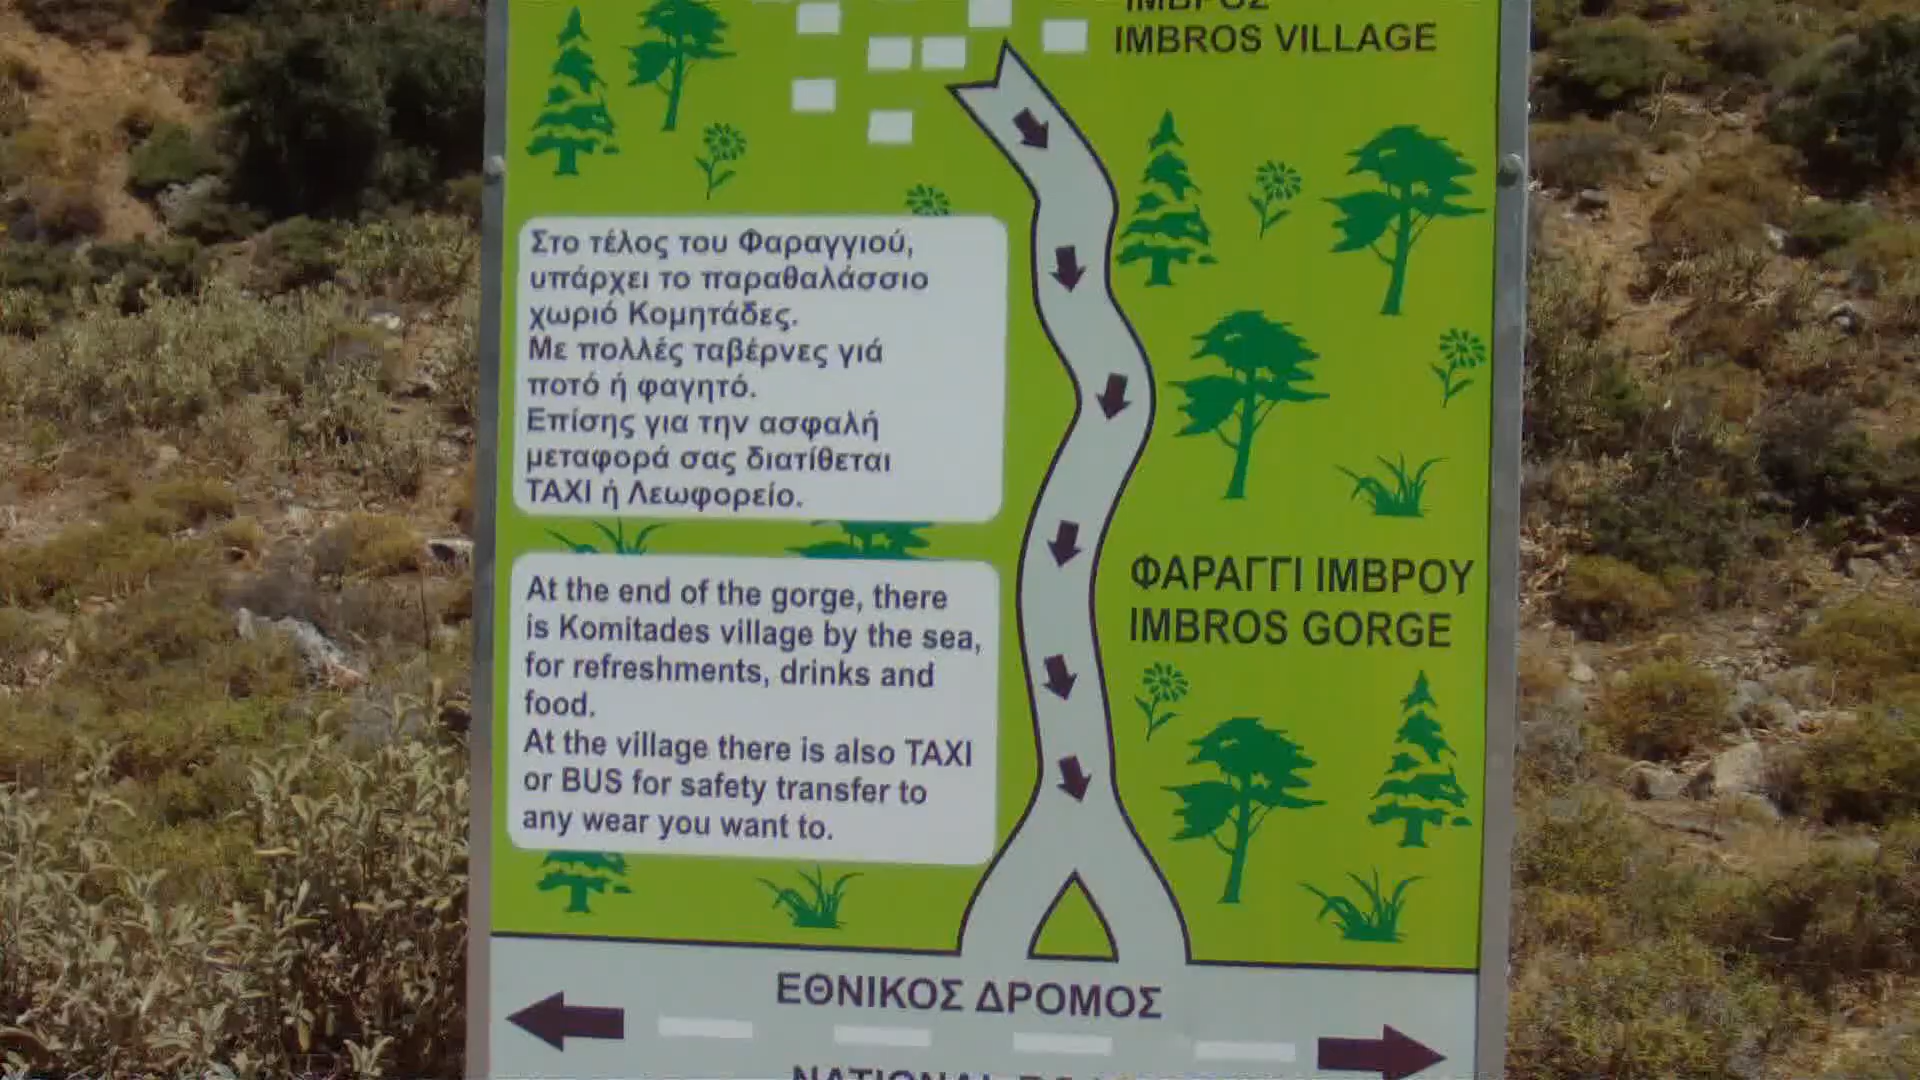 ΙΜΒΡΟΣ
IMBROS VILLAGE
Στο τέλος του Φαραγγιού,
υπάρχει το παραθαλάσσιο
χωριό Κομητάδες.
Με πολλές ταβέρνες γιά
ποτό ή φαγητό.
Επίσης για την ασφαλή
μεταφορά σας διατίθεται
ΤΑΧΙ ή Λεωφορείο.
At the end of the gorge, there
is Komitades village by the sea,
for refreshments, drinks and
food.
At the village there is also TAXI
or BUS for safety transfer to
any wear you want to.
ΦΑΡΑΓΓΙ ΙΜΒΡΟΥ
IMBROS GORGE
ΕΘΝΙΚΟΣ ΔΡΟΜΟΣ
NATIONAL